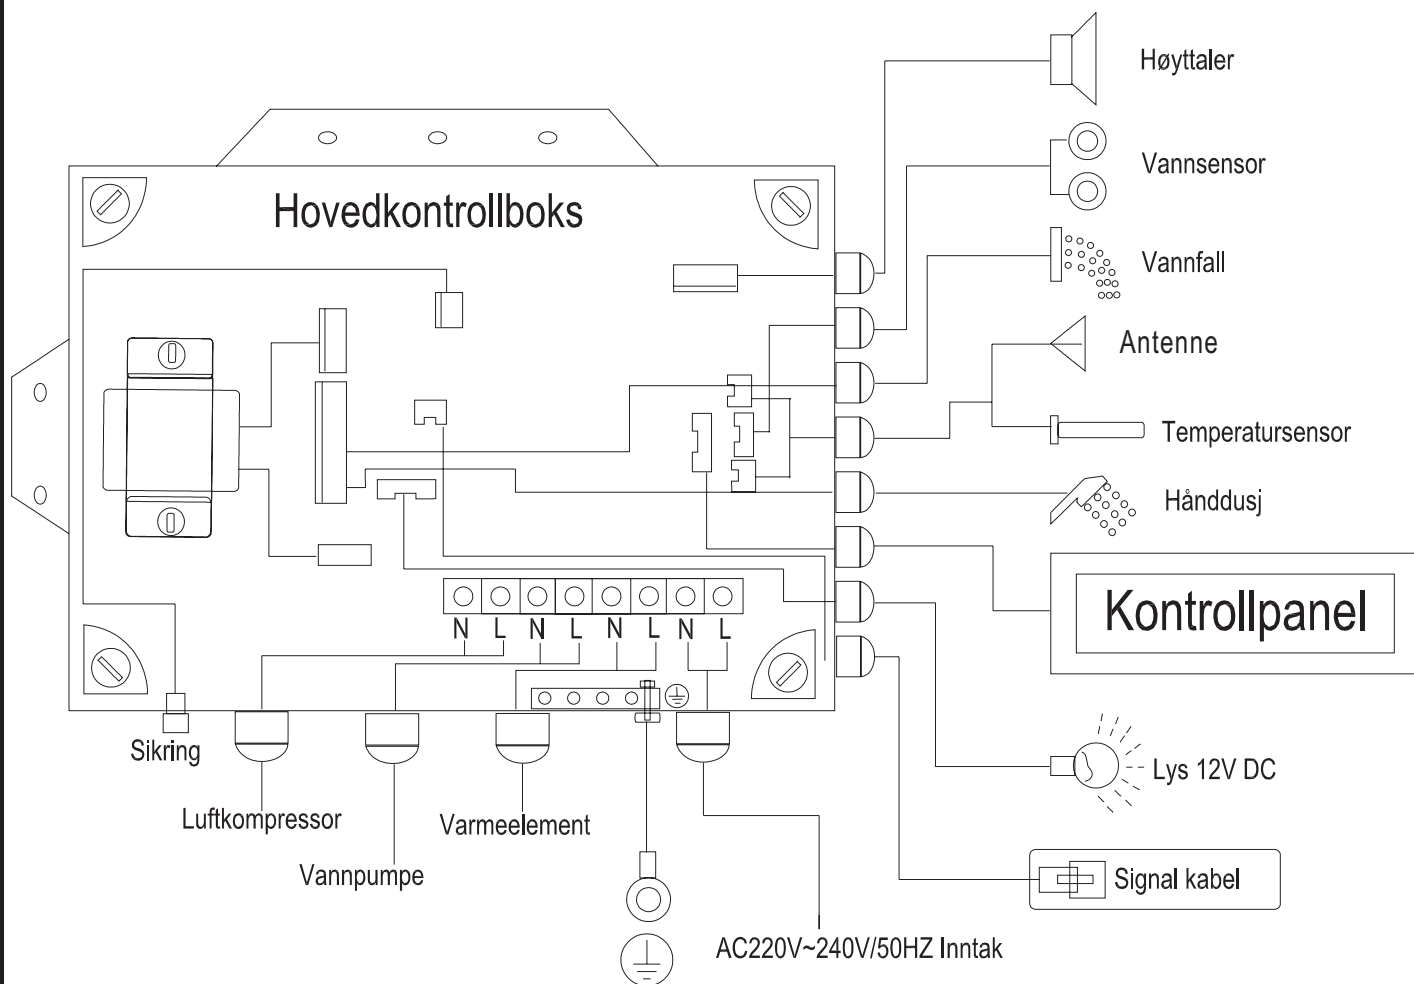 Høyttaler
Vannsensor
Hovedkontrollboks
Vannfall
Antenne
Temperatursensor
Hånddusj
Kontrollpanel
N L N L N L N L
Sikring
Lys 12V DC
Luftkompressor
Varmeelement
Vannpumpe
Signal kabel
AC220V~240V/50HZ Inntak